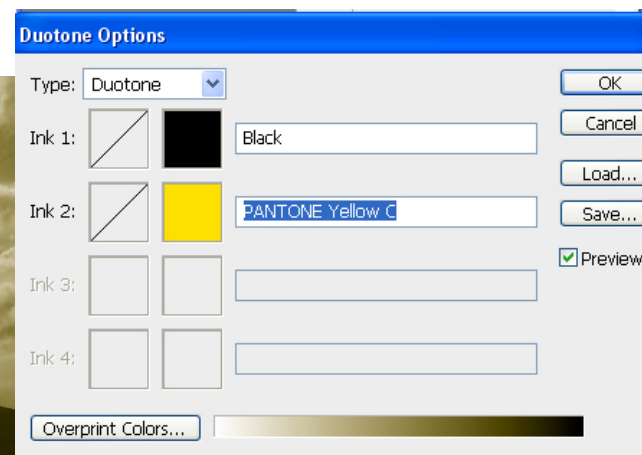 Duotone Options
Type: Duotone
OK
Ink 1: Black
Cancel
Load...
Ink 2: PANTONE Yellow C
Save...
Preview
Ink 3:
Ink 4:
Overprint Colors...